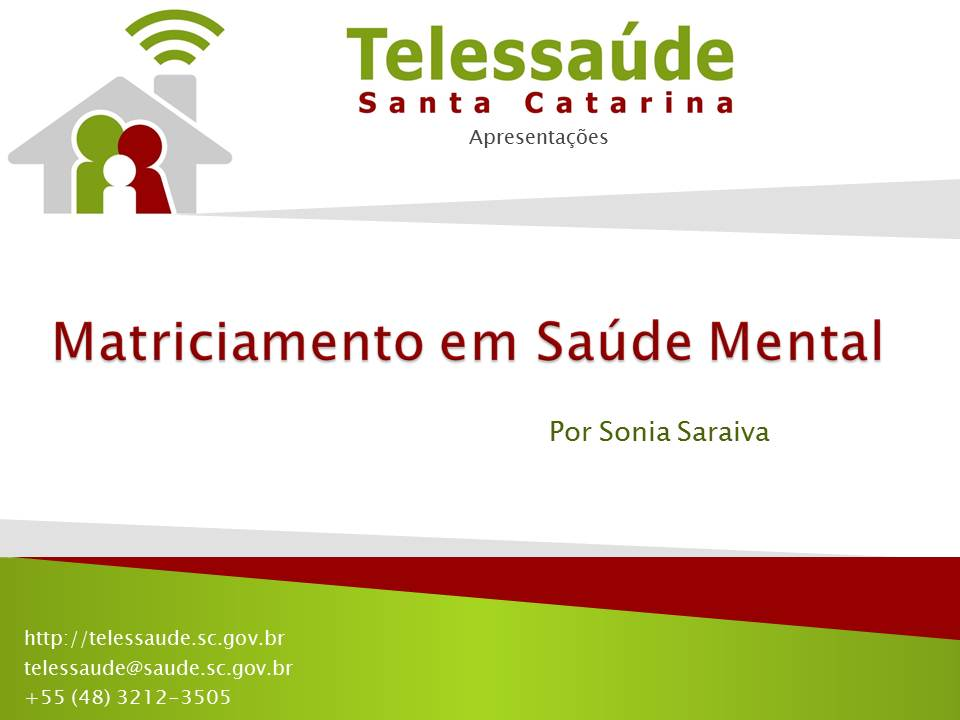 Telessaúde
Santa Catarina
Apresentações
Matriciamento em Saúde Mental
Por Sonia Saraiva
http://telessaude.sc.gov.br
telessaude@saude.sc.gov.br
+55 (48) 3212-3505